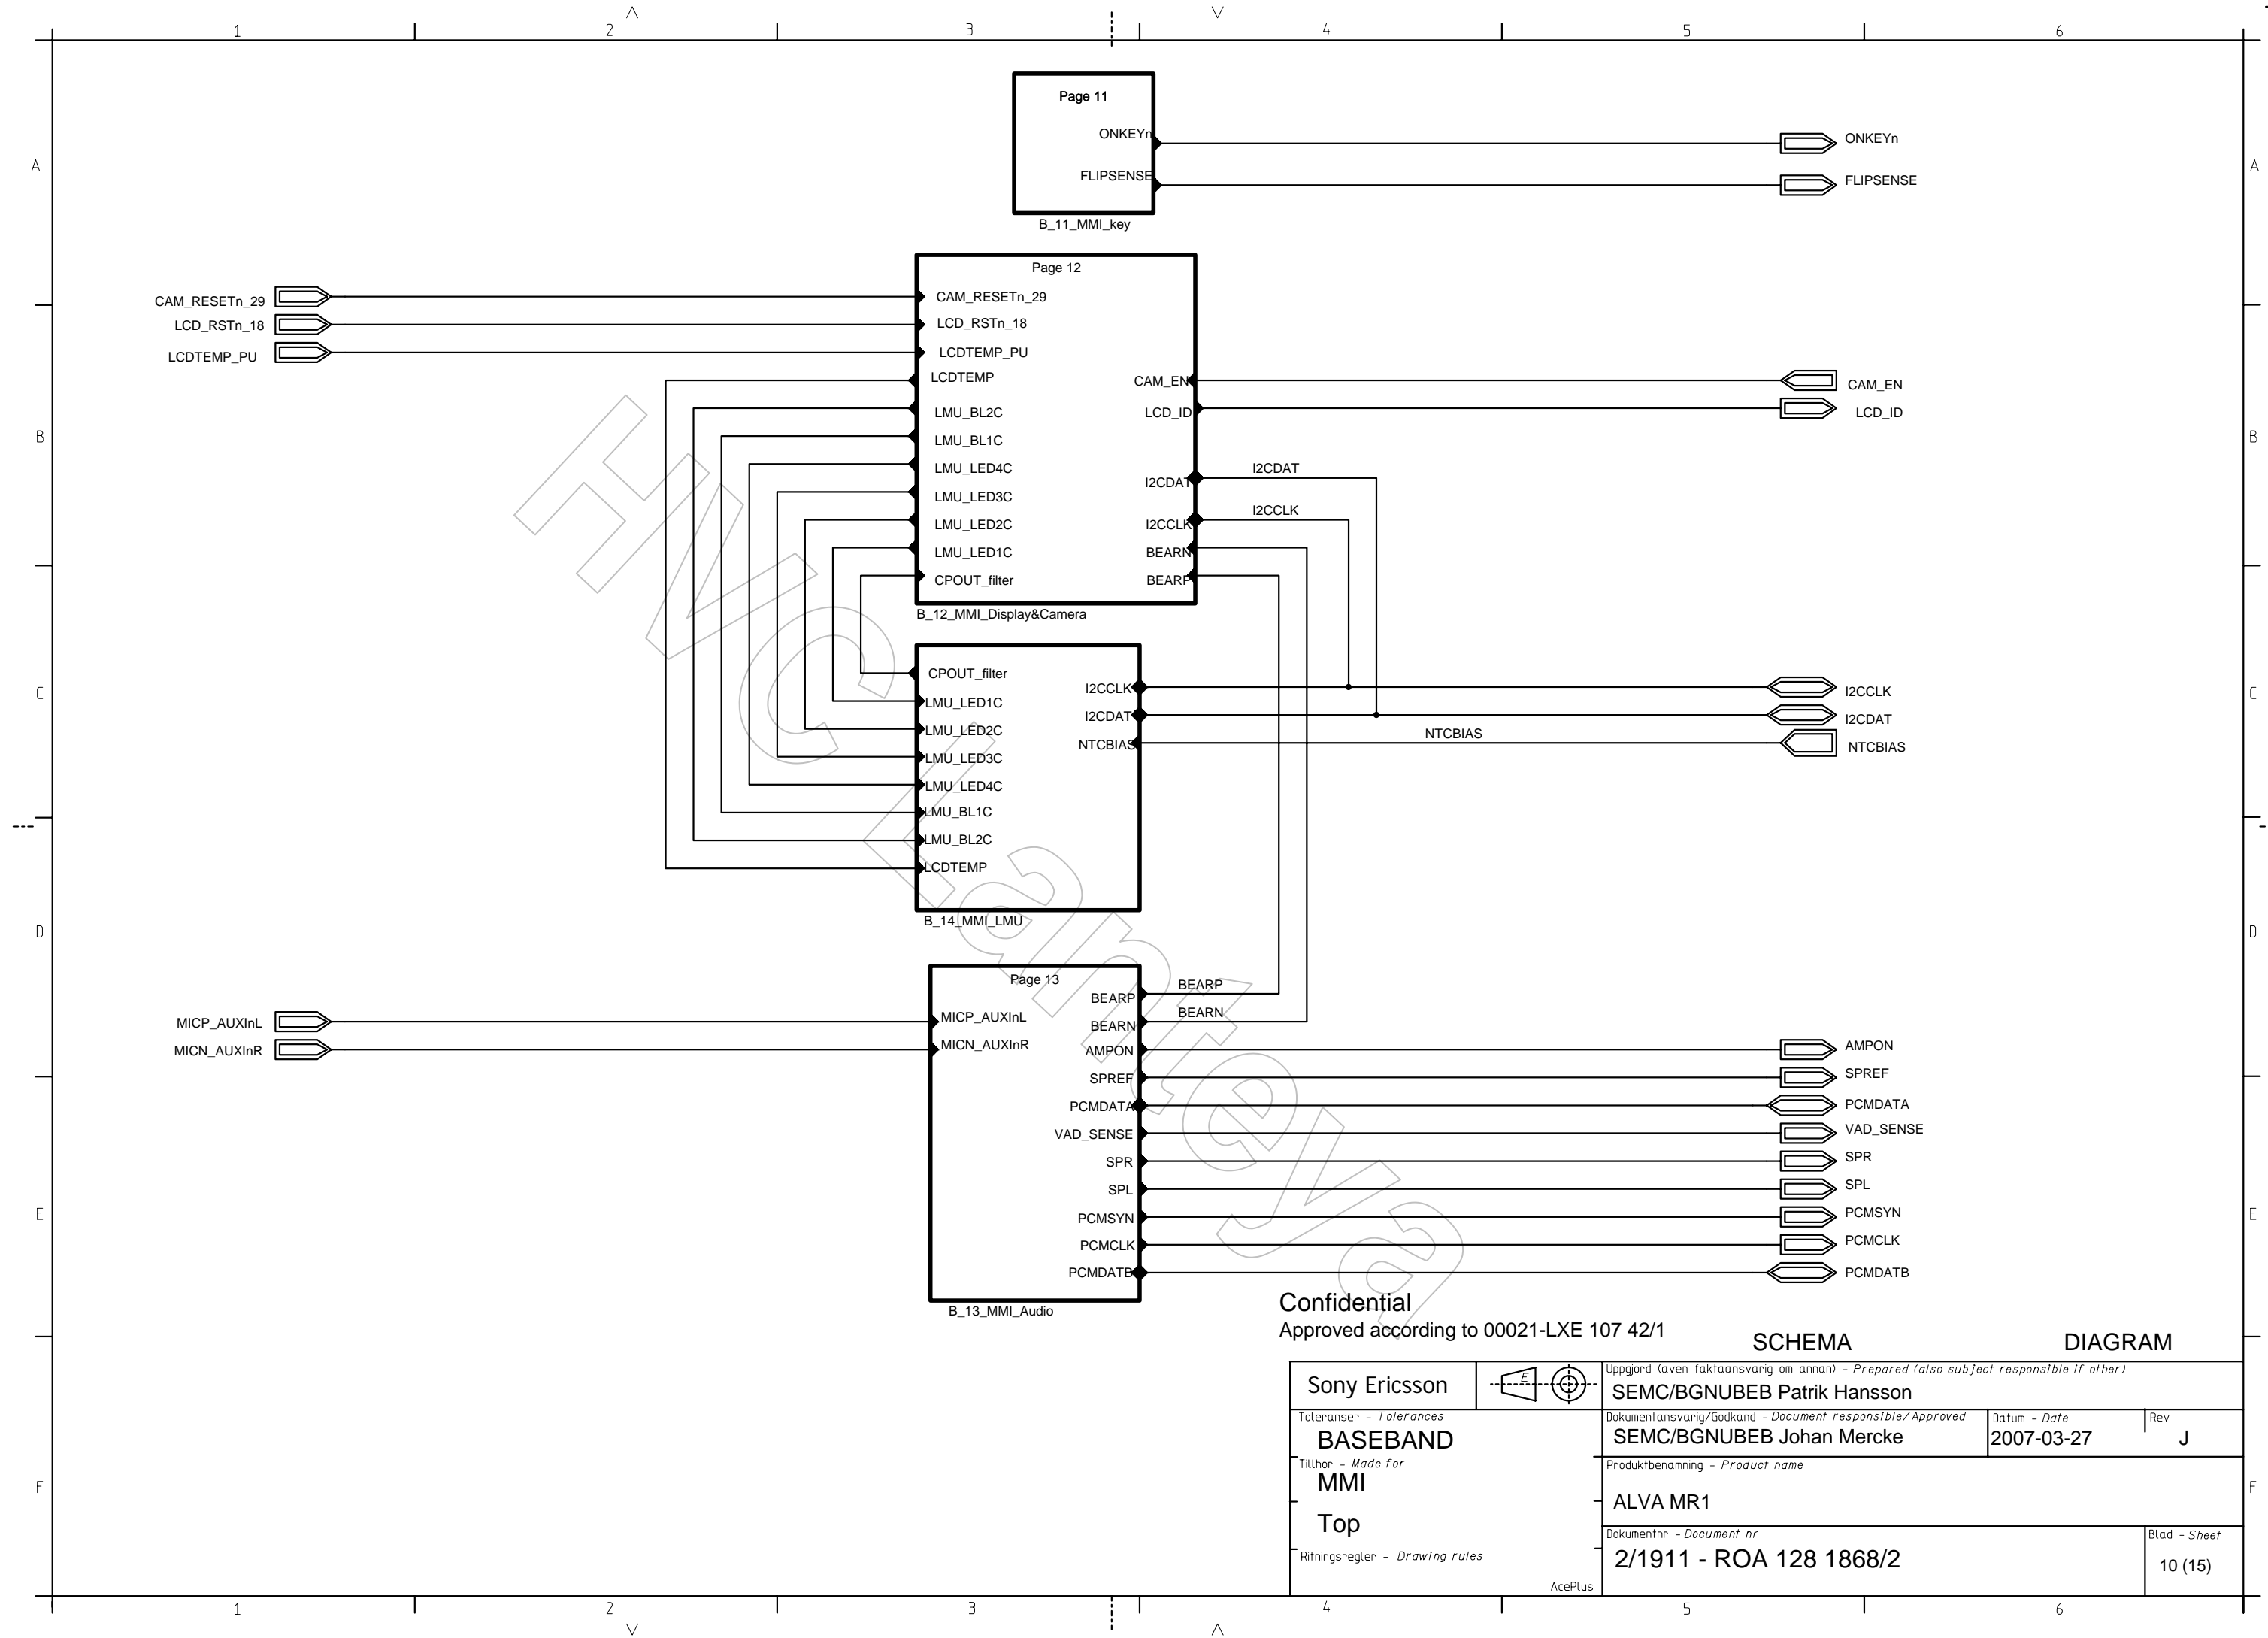 1 2 3 4 5 6
Page 11
ONKEYn
ONKEYn
A
A
FLIPSENSE
FLIPSENSE
B_11_MMI_key
Page 12
CAM_RESETn_29
CAM_RESETn_29
LCD_RSTn_18
LCD_RSTn_18
LCDTEMP_PU
LCDTEMP_PU
LCDTEMP
CAM_EN
CAM_EN
LMU_BL2C
LCD_ID
LCD_ID
B
LMU_BL1C
B
LMU_LED4C
I2CDAT
I2CDAT
LMU_LED3C
I2CCLK
LMU_LED2C
I2CCLK
LMU_LED1C
BEARN
CPOUT_filter
BEARP
B_12_MMI_Display&Camera
CPOUT_filter
C
I2CCLK
I2CCLK
C
LMU_LED1C
I2CDAT
I2CDAT
LMU_LED2C
NTCBIAS
NTCBIAS
NTCBIAS
LMU_LED3C
LMU_LED4C
LMU_BL1C
LMU_BL2C
LCDTEMP
B_14_MMI_LMU
D
D
Page 13
BEARP
BEARP
MICP_AUXInL
MICP_AUXInL
BEARN
BEARN
MICN_AUXInR
MICN_AUXInR
AMPON
AMPON
SPREF
SPREF
PCMDATA
PCMDATA
VAD_SENSE
VAD_SENSE
SPR
SPR
SPL
SPL
E
PCMSYN
PCMSYN
E
PCMCLK
PCMCLK
PCMDATB
PCMDATB
B_13_MMI_Audio
HVC Lanteya
Confidential
Approved according to 00021-LXE 107 42/1
SCHEMA DIAGRAM
Sony Ericsson
E
Uppgjord (aven faktaansvarig om annan) - Prepared (also subject responsible if other)
SEMC/BGNUBEB Patrik Hansson
Toleranser - Tolerances
BASEBAND
Dokumentansvarig/Godkand - Document responsible/Approved
SEMC/BGNUBEB Johan Mercke
Datum - Date
2007-03-27
Rev
J
Tillhor - Made for
MMI
Top
Produktbenamning - Product name
ALVA MR1
F
F
Ritningsregler - Drawing rules
AcePlus
Dokumentnr - Document nr
2/1911 - ROA 128 1868/2
Blad - Sheet
10 (15)
1 2 3 4 5 6